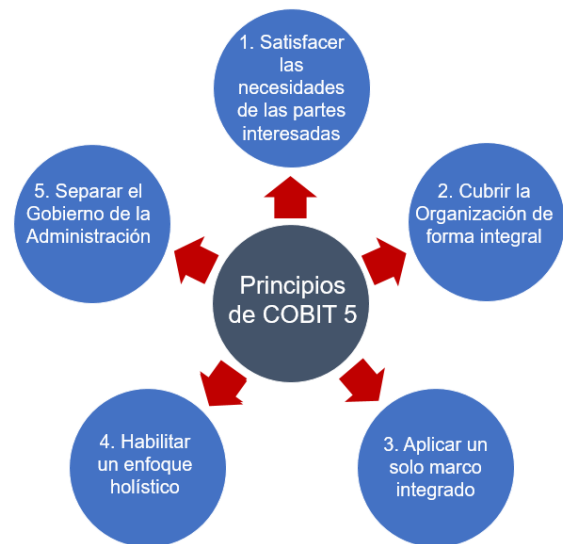 1. Satisfacer
las
necesidades
de las partes
interesadas
2. Cubrir la
Organización de
forma integral
3. Aplicar un
solo marco
integrado
4. Habilitar
un enfoque
holístico
5. Separar el
Gobierno de la
Administración
Principios
de COBIT 5